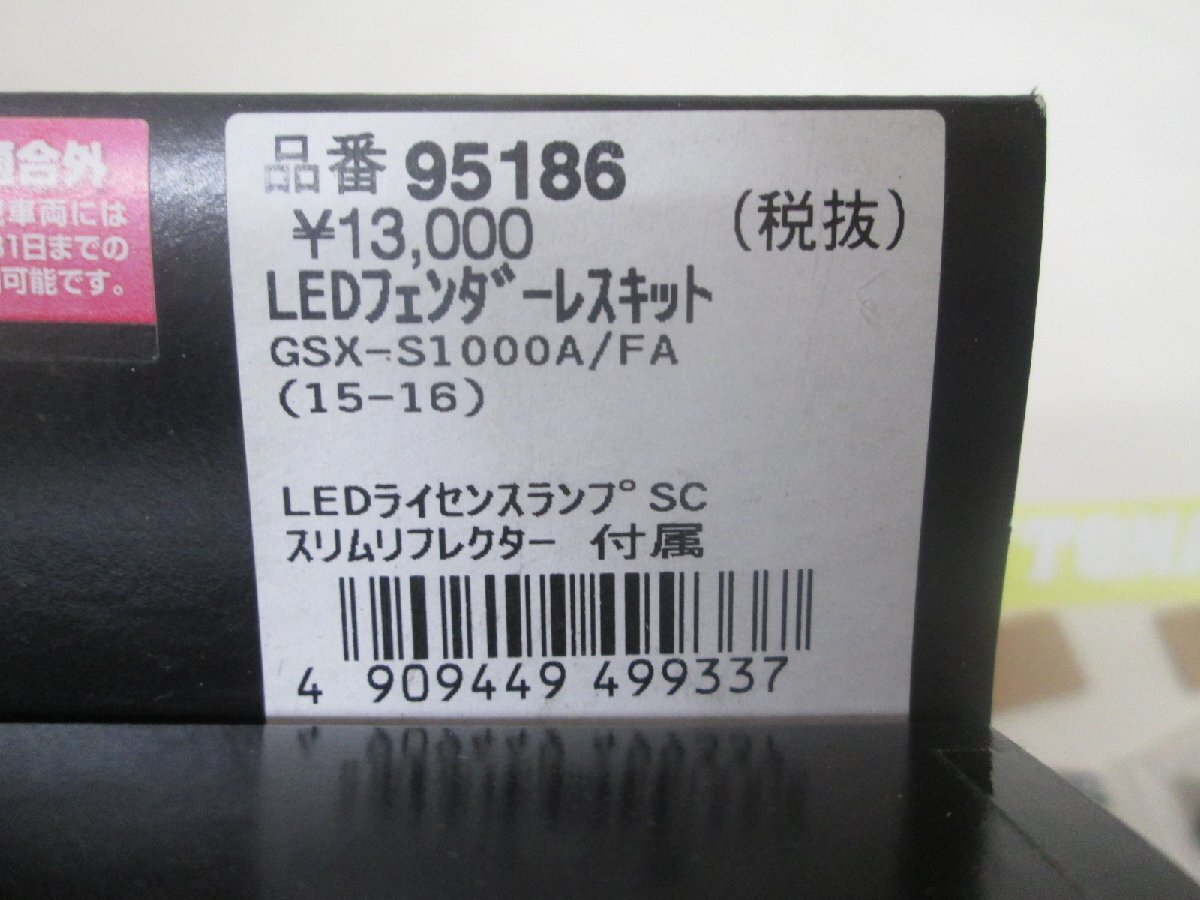 合外
車両には
31日までの
可能です。
品番 95186
¥13,000
(税抜)
LEDフェンダーレスキット
GSX-S1000A/FA
(15-16)
LEDライセンスランプ SC
スリムリフレクター 付属
4 909449 499337